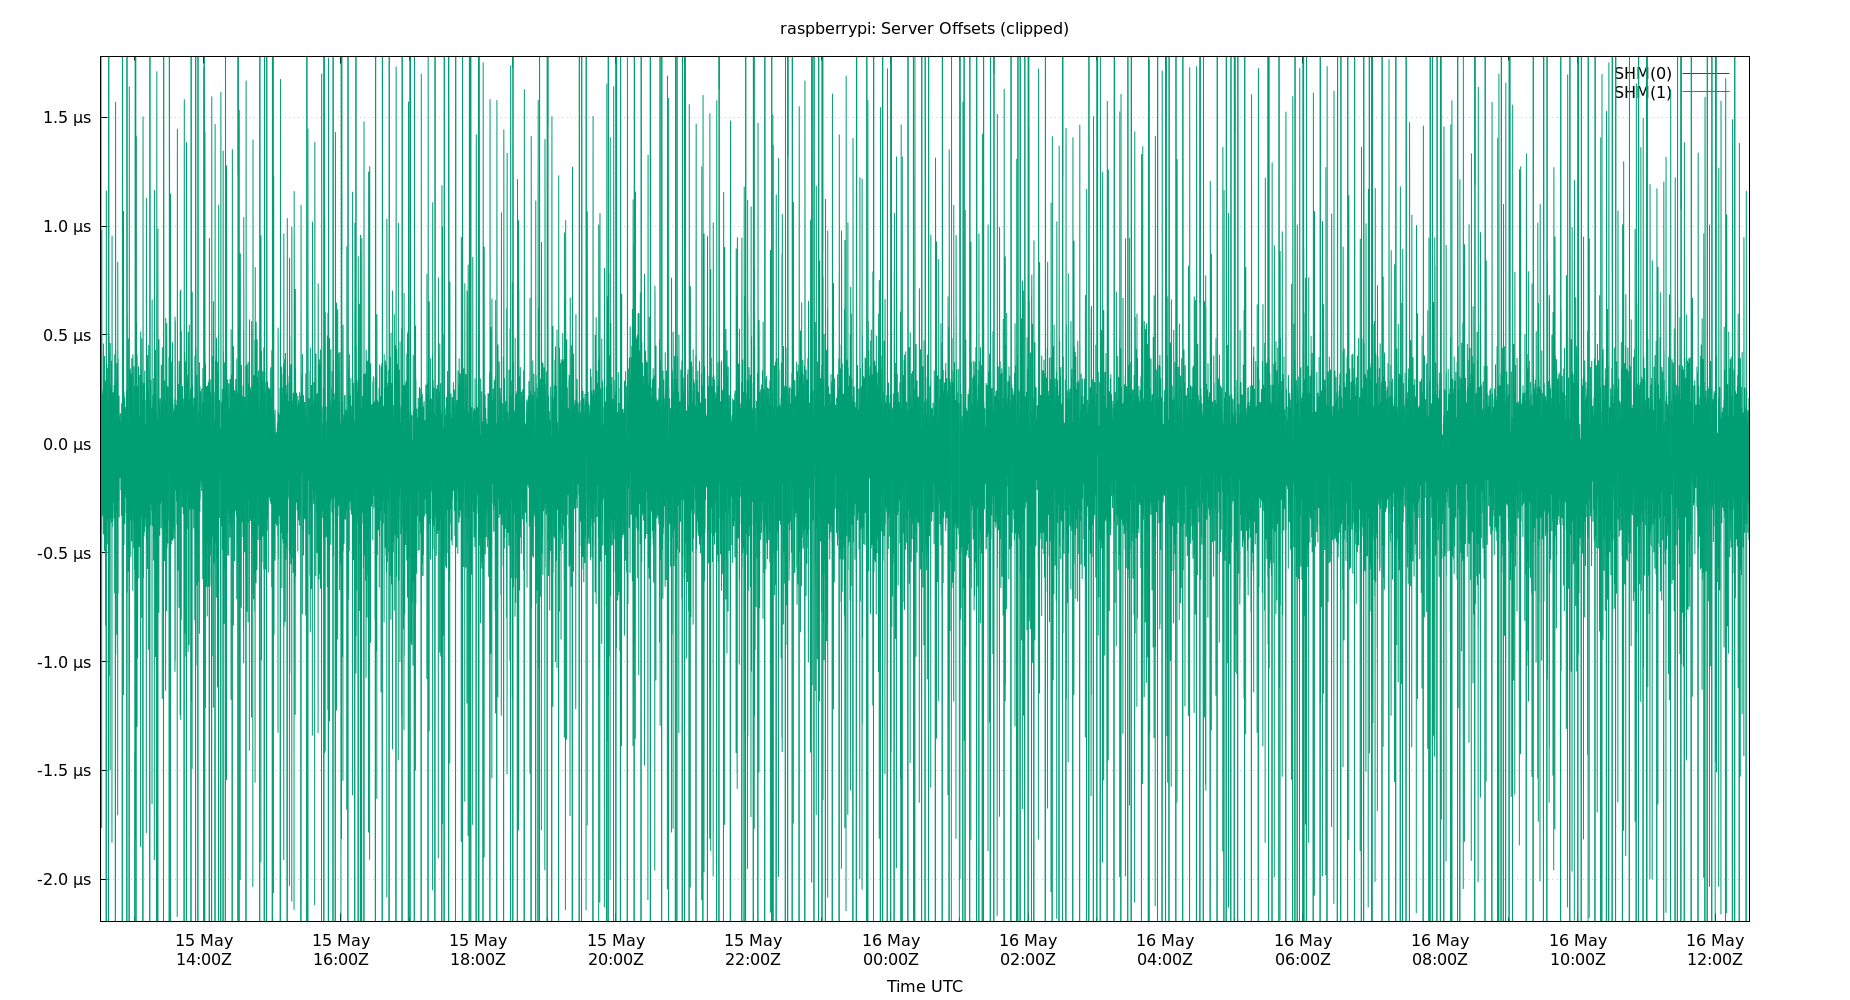 raspberrypi: Server Offsets (clipped)
SHM(0)
SHM(1)
1.5 µs
1.0 µs
0.5 µs
0.0 µs
-0.5 µs
-1.0 µs
-1.5 µs
-2.0 µs
15 May 15 May 15 May 15 May 15 May 16 May 16 May 16 May 16 May 16 May 16 May 16 May
14:00Z 16:00Z 18:00Z 20:00Z 22:00Z 00:00Z 02:00Z 04:00Z 06:00Z 08:00Z 10:00Z 12:00Z
Time UTC